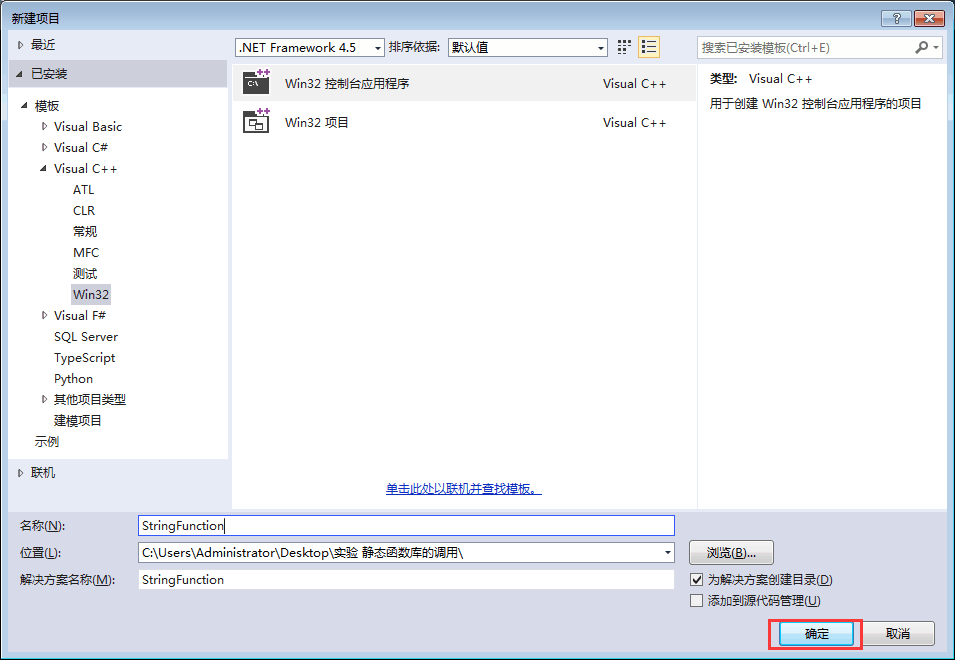 新建项目
最近
.NET Framework 4.5 排序依据: 默认值 搜索已安装模板(Ctrl+E)
已安装
模板
Visual Basic
Visual C#
Visual C++
ATL
CLR
常规
MFC
测试
Win32
Visual F#
SQL Server
TypeScript
Python
其他项目类型
建模项目
示例
联机
C:\
Win32 控制台应用程序 Visual C++
Win32 项目 Visual C++
单击此处以联机并查找模板。
类型: Visual C++
用于创建 Win32 控制台应用程序的项目
名称(N): StringFunction
位置(L): C:\Users\Administrator\Desktop\实验 静态函数库的调用\ 浏览(B)...
解决方案名称(M): StringFunction 为解决方案创建目录(D)
添加到源代码管理(U)
确定 取消